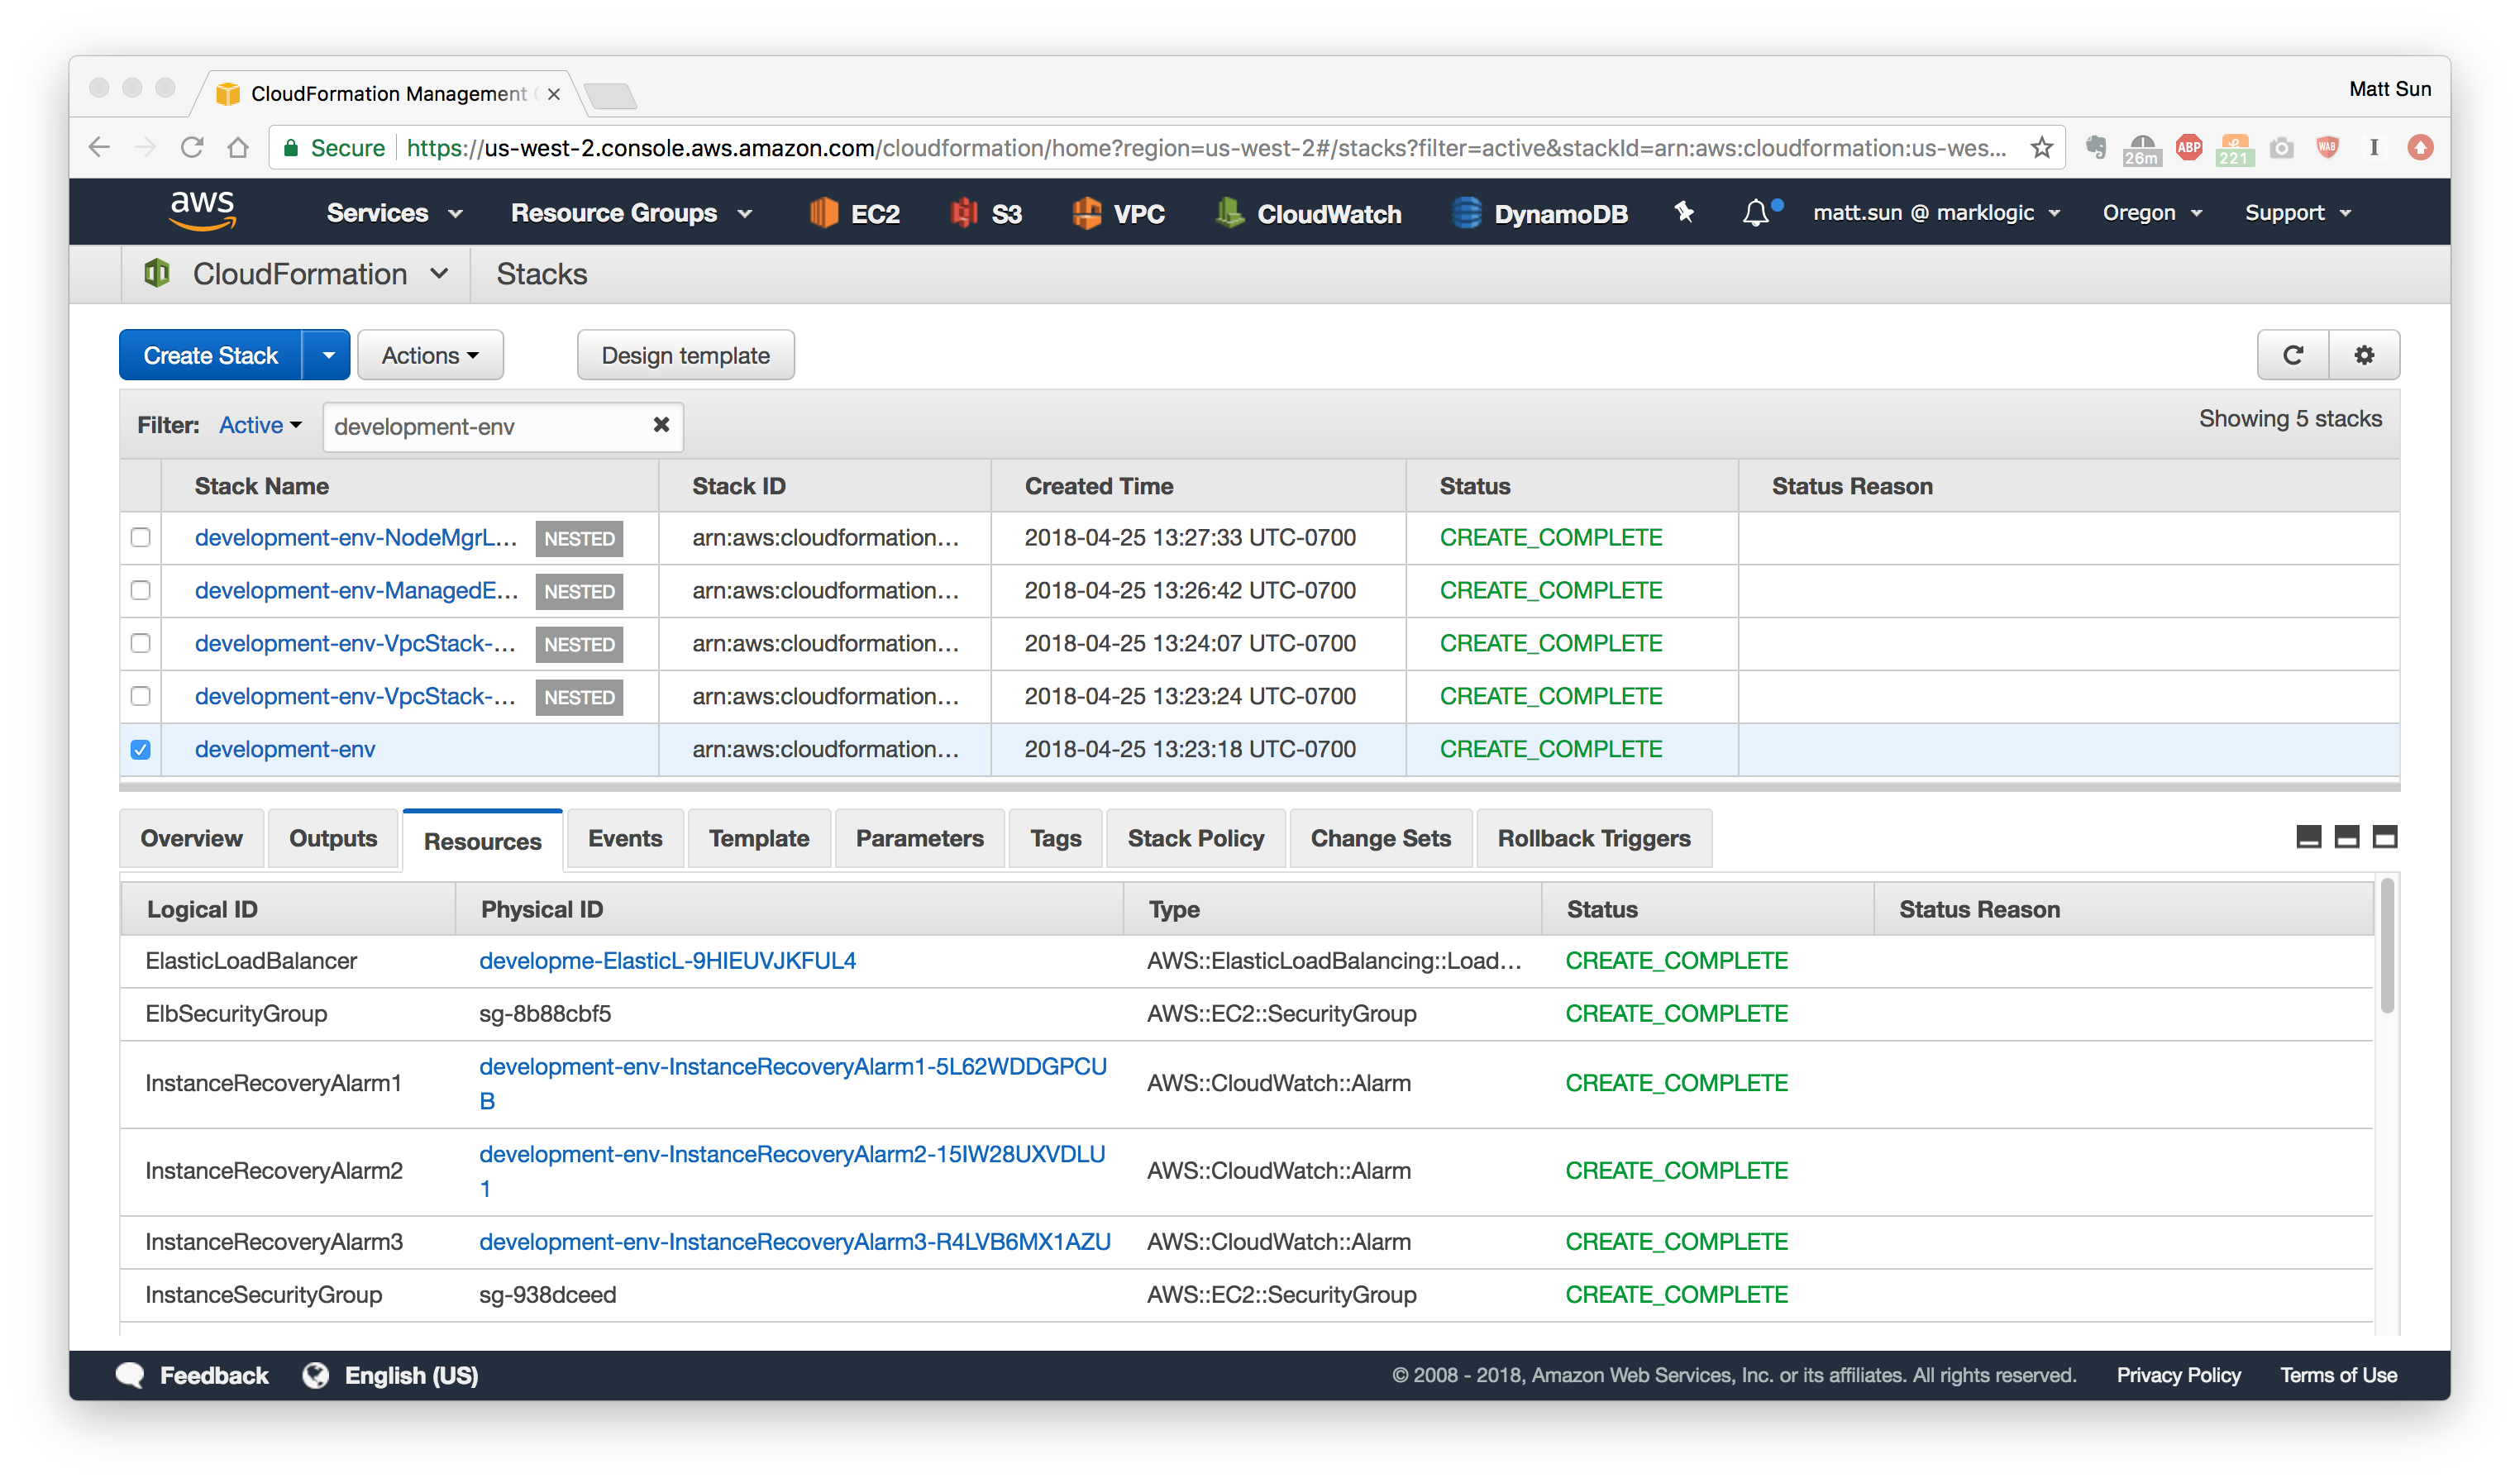 Matt Sun
CloudFormation Management
Secure https://us-west-2.console.aws.amazon.com/cloudformation/home?region=us-west-2#/stacks?filter=active&stackId=arn:aws:cloudformation:us-wes...
26m ABP 221 WAB I
aws Services Resource Groups EC2 S3 VPC CloudWatch DynamoDB matt.sun @ marklogic Oregon Support
CloudFormation Stacks
Create Stack Actions Design template
Filter: Active development-env Showing 5 stacks
Stack Name Stack ID Created Time Status Status Reason
development-env-NodeMgrL... NESTED arn:aws:cloudformation... 2018-04-25 13:27:33 UTC-0700 CREATE_COMPLETE
development-env-ManagedE... NESTED arn:aws:cloudformation... 2018-04-25 13:26:42 UTC-0700 CREATE_COMPLETE
development-env-VpcStack-... NESTED arn:aws:cloudformation... 2018-04-25 13:24:07 UTC-0700 CREATE_COMPLETE
development-env-VpcStack-... NESTED arn:aws:cloudformation... 2018-04-25 13:23:24 UTC-0700 CREATE_COMPLETE
development-env arn:aws:cloudformation... 2018-04-25 13:23:18 UTC-0700 CREATE_COMPLETE
Overview Outputs Resources Events Template Parameters Tags Stack Policy Change Sets Rollback Triggers
Logical ID Physical ID Type Status Status Reason
ElasticLoadBalancer developme-ElasticL-9HIEUVJKFUL4 AWS::ElasticLoadBalancing::Load... CREATE_COMPLETE
ElbSecurityGroup sg-8b88cbf5 AWS::EC2::SecurityGroup CREATE_COMPLETE
InstanceRecoveryAlarm1 development-env-InstanceRecoveryAlarm1-5L62WDDGPCU AWS::CloudWatch::Alarm CREATE_COMPLETE
B
InstanceRecoveryAlarm2 development-env-InstanceRecoveryAlarm2-15IW28UXVDLU AWS::CloudWatch::Alarm CREATE_COMPLETE
1
InstanceRecoveryAlarm3 development-env-InstanceRecoveryAlarm3-R4LVB6MX1AZU AWS::CloudWatch::Alarm CREATE_COMPLETE
InstanceSecurityGroup sg-938dceed AWS::EC2::SecurityGroup CREATE_COMPLETE
Feedback English (US) © 2008 - 2018, Amazon Web Services, Inc. or its affiliates. All rights reserved. Privacy Policy Terms of Use